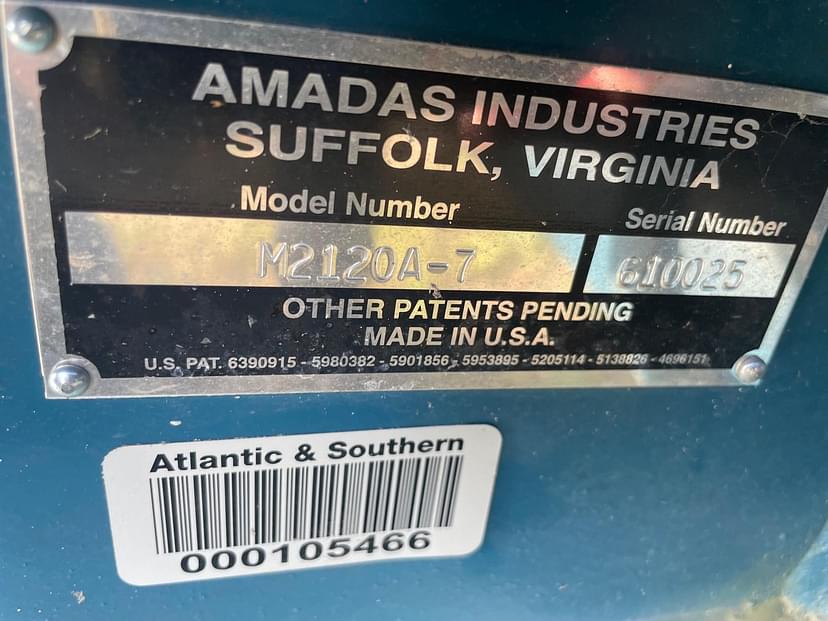 AMADAS INDUSTRIES
SUFFOLK, VIRGINIA
Model Number Serial Number
M2120A-7 610025
OTHER PATENTS PENDING
MADE IN U.S.A.
U.S. PAT. 6390915 - 5980382 - 5901856 - 5953895 - 5205114 - 5138826 - 4696151
Atlantic & Southern
000105466